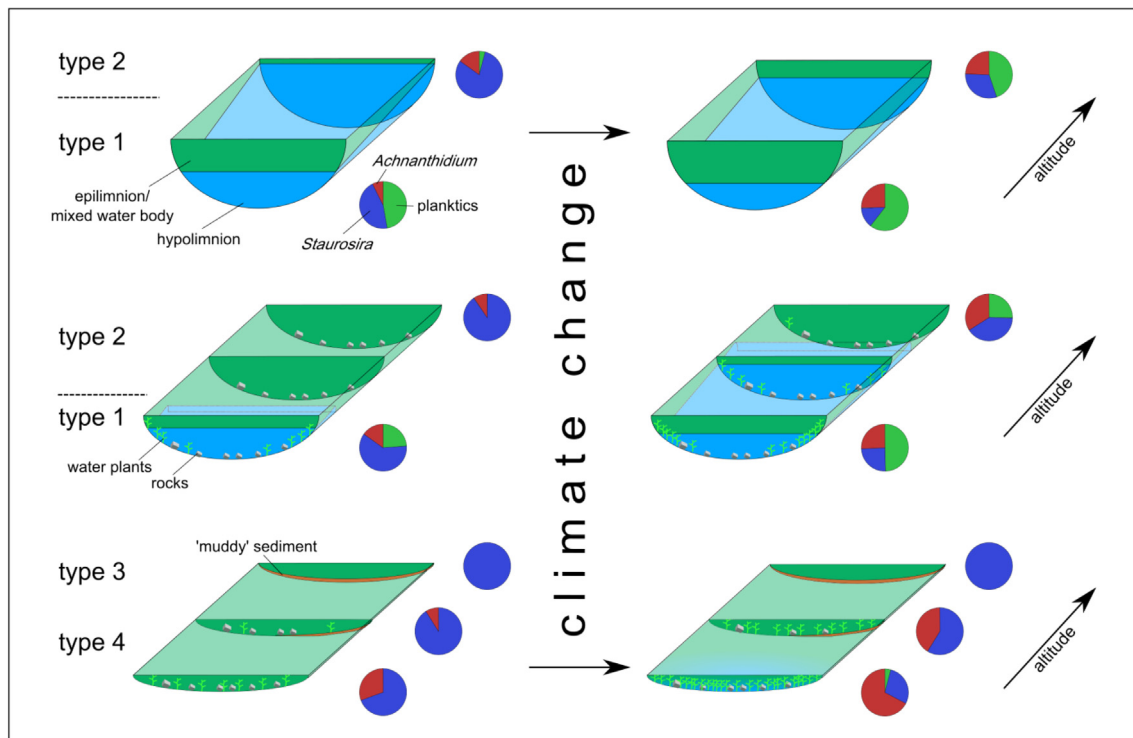 type 2
type 1
epilimnion/
mixed water body
hypolimnion
Achnanthidium
planktics
Staurosira
altitude
type 2
type 1
water plants
rocks
climate change
altitude
'muddy' sediment
type 3
type 4
altitude